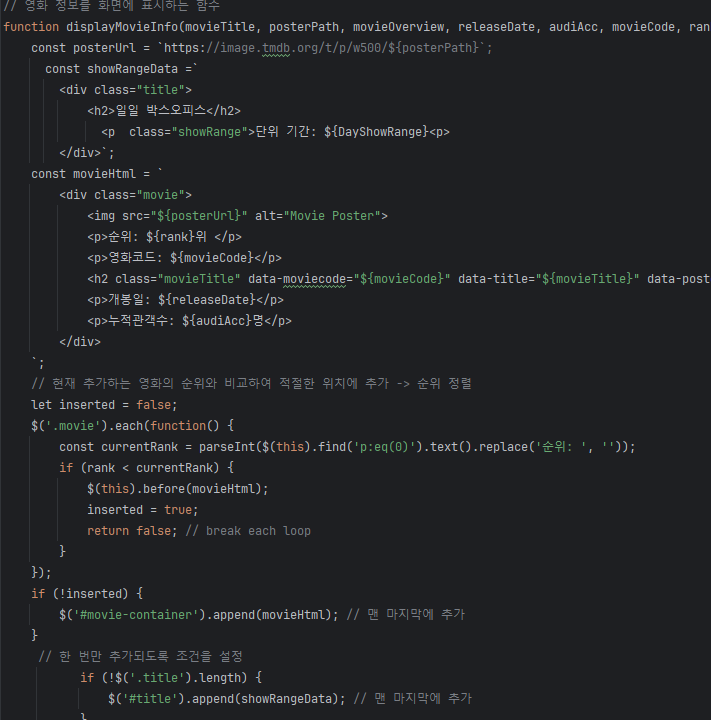 // 영화 정보를 화면에 표시하는 함수
function displayMovieInfo(movieTitle, posterPath, movieOverview, releaseDate, audiAcc, movieCode, ran
const posterUrl = `https://image.tmdb.org/t/p/w500/${posterPath}`;
const showRangeData =`
<div class="title">
<h2>일일 박스오피스</h2>
<p  class="showRange">단위 기간: ${DayShowRange}<p>
</div>`;
const movieHtml = `
<div class="movie">
<img src="${posterUrl}" alt="Movie Poster">
<p>순위: ${rank}위 </p>
<p>영화코드: ${movieCode}</p>
<h2 class="movieTitle" data-moviecode="${movieCode}" data-title="${movieTitle}" data-post
<p>개봉일: ${releaseDate}</p>
<p>누적관객수: ${audiAcc}명</p>
</div>
`;
// 현재 추가하는 영화의 순위와 비교하여 적절한 위치에 추가 -> 순위 정렬
let inserted = false;
$('.movie').each(function() {
const currentRank = parseInt($(this).find('p:eq(0)').text().replace('순위: ', ''));
if (rank < currentRank) {
$(this).before(movieHtml);
inserted = true;
return false; // break each loop
}
});
if (!inserted) {
$('#movie-container').append(movieHtml); // 맨 마지막에 추가
}
// 한 번만 추가되도록 조건을 설정
if (!$('.title').length) {
$('#title').append(showRangeData); // 맨 마지막에 추가
}